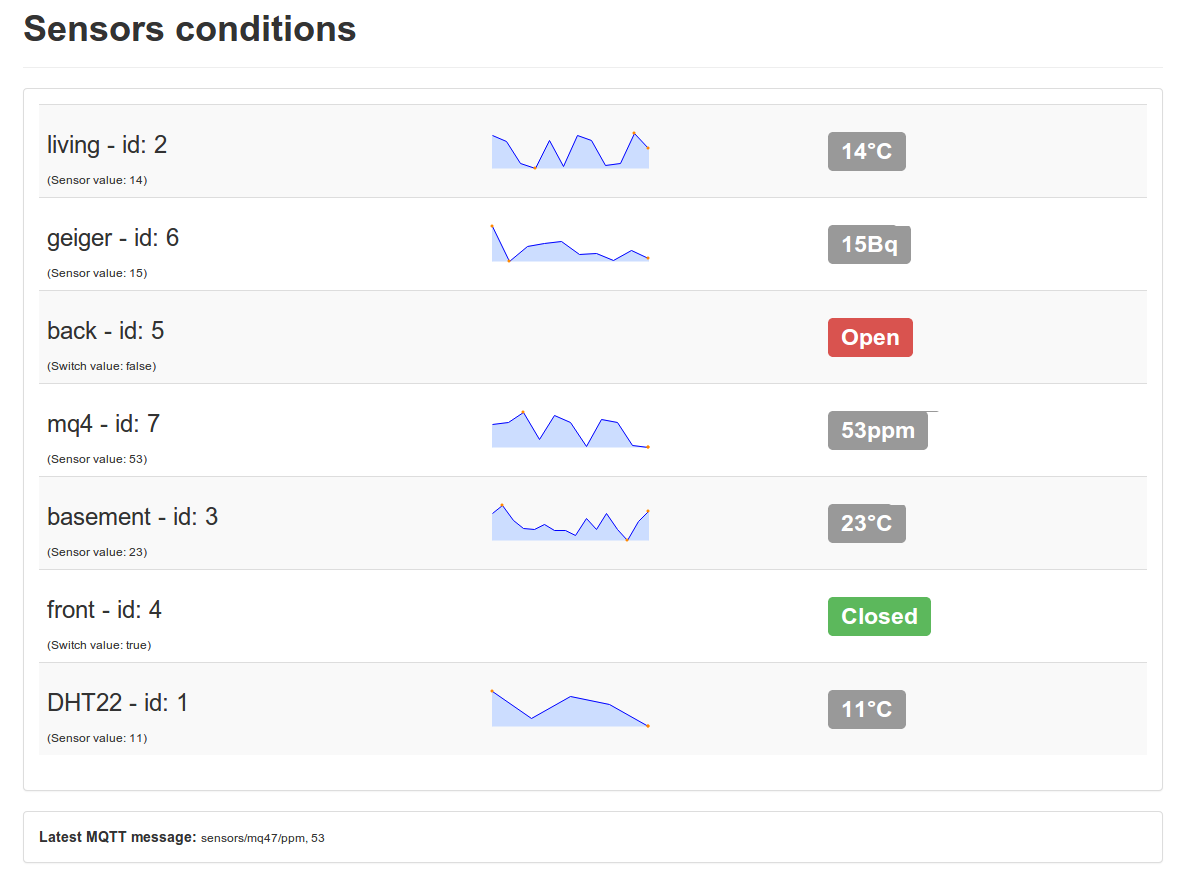 Sensors conditions
living - id: 2
14°C
(Sensor value: 14)
geiger - id: 6
15Bq
(Sensor value: 15)
back - id: 5
Open
(Switch value: false)
mq4 - id: 7
53ppm
(Sensor value: 53)
basement - id: 3
23°C
(Sensor value: 23)
front - id: 4
Closed
(Switch value: true)
DHT22 - id: 1
11°C
(Sensor value: 11)
Latest MQTT message: sensors/mq47/ppm, 53